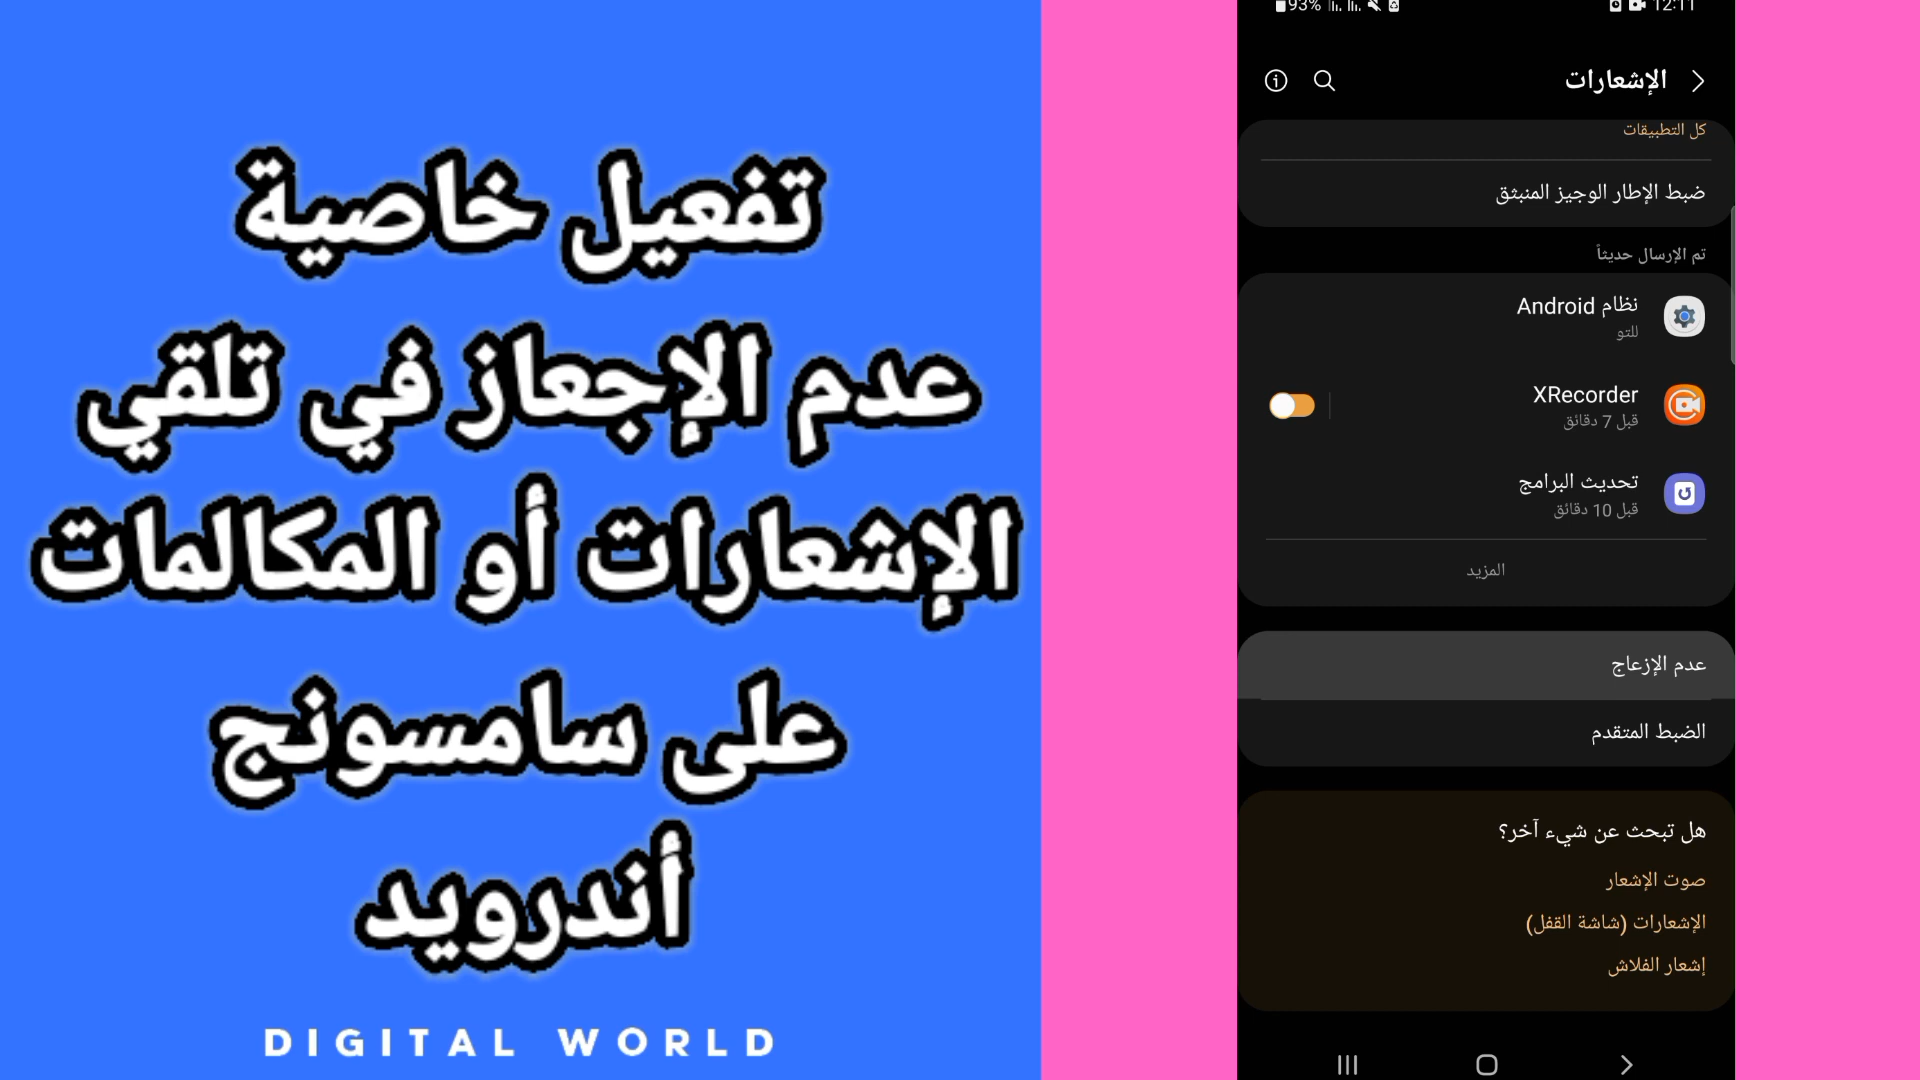 تفعيل خاصية
عدم الإجعاز في تلقي
الإشعارات أو المكالمات
على سامسونج
أندرويد
DIGITAL WORLD
93%
12:11
الإشعارات
كل التطبيقات
ضبط الإطار الوجيز المنبثق
تم الإرسال حديثاً
نظام Android
للتو
XRecorder
قبل 7 دقائق
تحديث البرامج
قبل 10 دقائق
المزيد
عدم الإزعاج
الضبط المتقدم
هل تبحث عن شيء آخر؟
صوت الإشعار
الإشعارات (شاشة القفل)
إشعار الفلاش